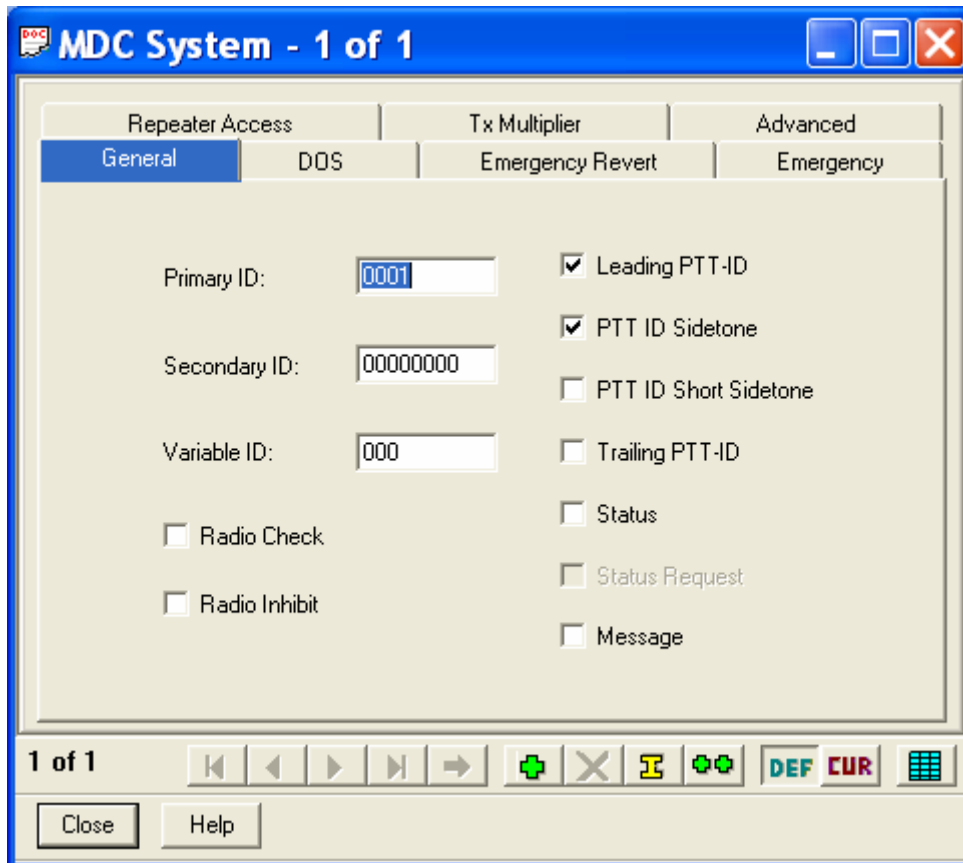 DOC
MDC System - 1 of 1
Repeater Access Tx Multiplier Advanced
General DOS Emergency Revert Emergency
Primary ID: 0001
Leading PTT-ID
PTT ID Sidetone
Secondary ID: 00000000
PTT ID Short Sidetone
Variable ID: 000
Trailing PTT-ID
Status
Radio Check
Status Request
Radio Inhibit
Message
1 of 1 DEF CUR
Close Help